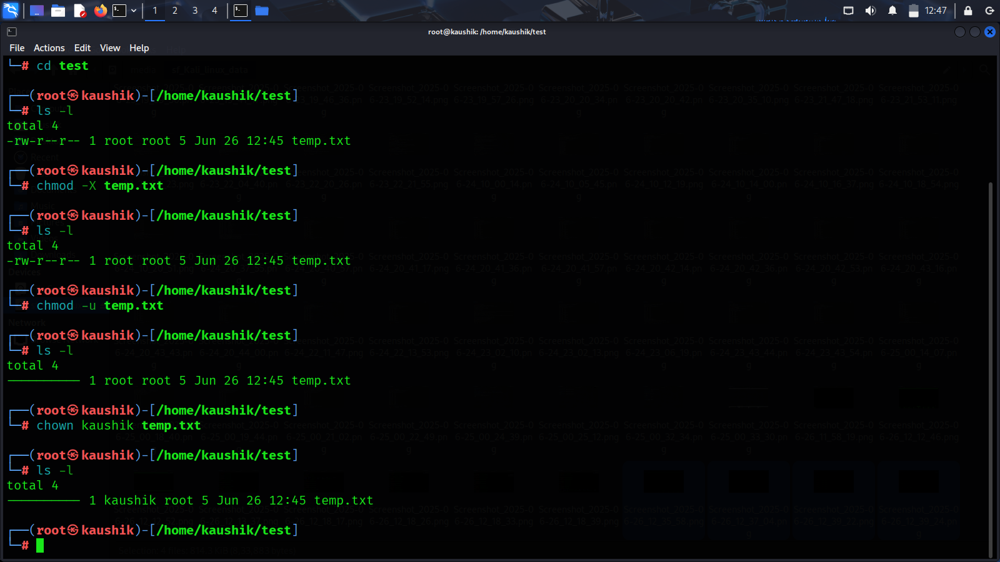 1 2 3 4 12:47
root@kaushik: /home/kaushik/test
File Actions Edit View Help
└─# cd test
┌──(root㉿kaushik)-[/home/kaushik/test]
└─# ls -l
total 4
-rw-r--r-- 1 root root 5 Jun 26 12:45 temp.txt
┌──(root㉿kaushik)-[/home/kaushik/test]
└─# chmod -X temp.txt
┌──(root㉿kaushik)-[/home/kaushik/test]
└─# ls -l
total 4
-rw-r--r-- 1 root root 5 Jun 26 12:45 temp.txt
┌──(root㉿kaushik)-[/home/kaushik/test]
└─# chmod -u temp.txt
┌──(root㉿kaushik)-[/home/kaushik/test]
└─# ls -l
total 4
---------- 1 root root 5 Jun 26 12:45 temp.txt
┌──(root㉿kaushik)-[/home/kaushik/test]
└─# chown kaushik temp.txt
┌──(root㉿kaushik)-[/home/kaushik/test]
└─# ls -l
total 4
---------- 1 kaushik root 5 Jun 26 12:45 temp.txt
┌──(root㉿kaushik)-[/home/kaushik/test]
└─#